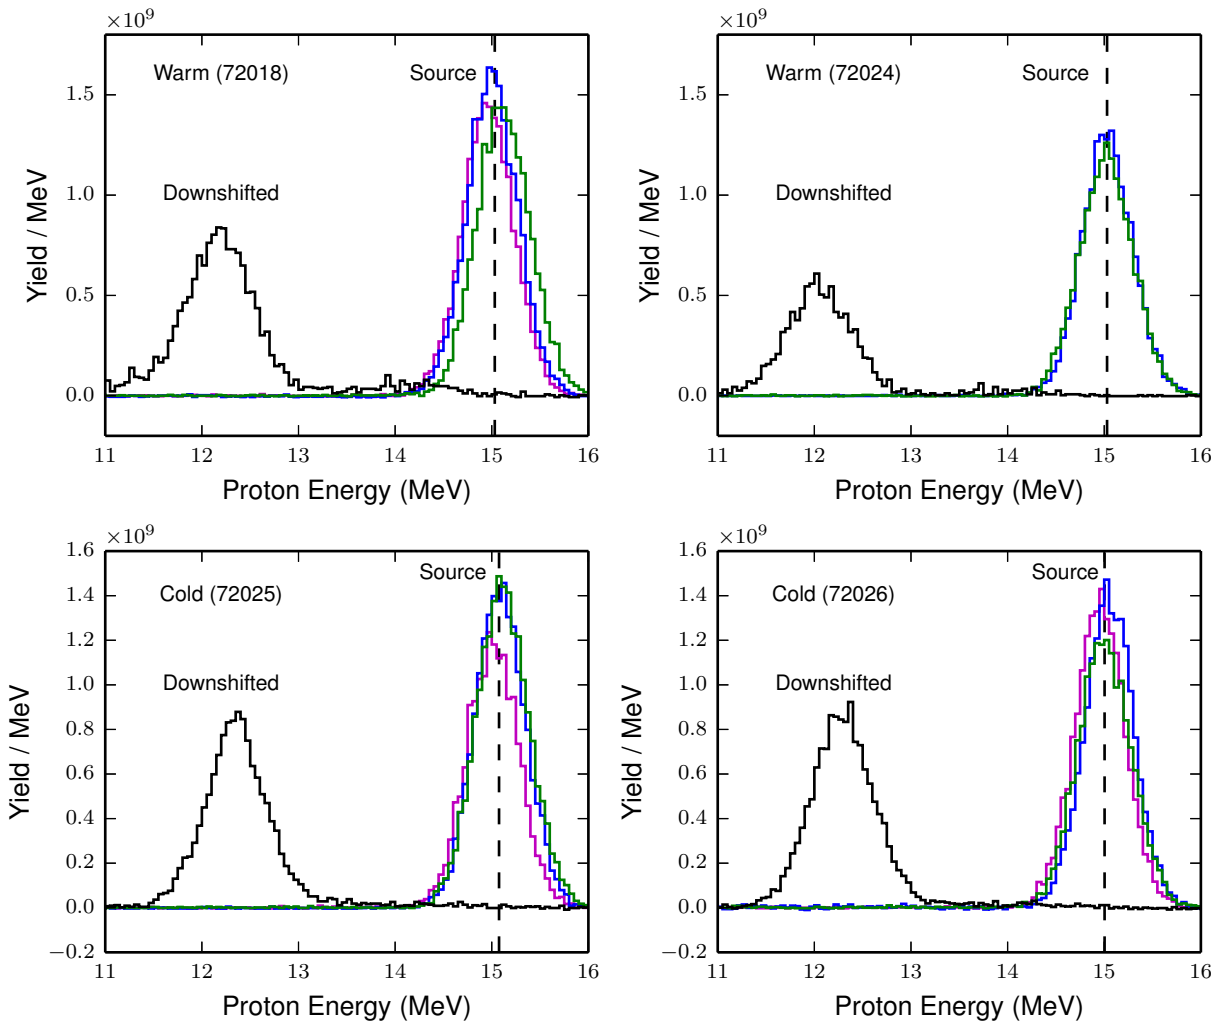 ×10⁹
Warm (72018)
Source
Downshifted
1.5
1.0
0.5
0.0
Yield / MeV
11 12 13 14 15 16
Proton Energy (MeV)
×10⁹
Warm (72024)
Source
Downshifted
1.5
1.0
0.5
0.0
Yield / MeV
11 12 13 14 15 16
Proton Energy (MeV)
×10⁹
Source
Cold (72025)
Downshifted
1.6
1.4
1.2
1.0
0.8
0.6
0.4
0.2
0.0
−0.2
Yield / MeV
11 12 13 14 15 16
Proton Energy (MeV)
×10⁹
Source
Cold (72026)
Downshifted
1.6
1.4
1.2
1.0
0.8
0.6
0.4
0.2
0.0
−0.2
Yield / MeV
11 12 13 14 15 16
Proton Energy (MeV)